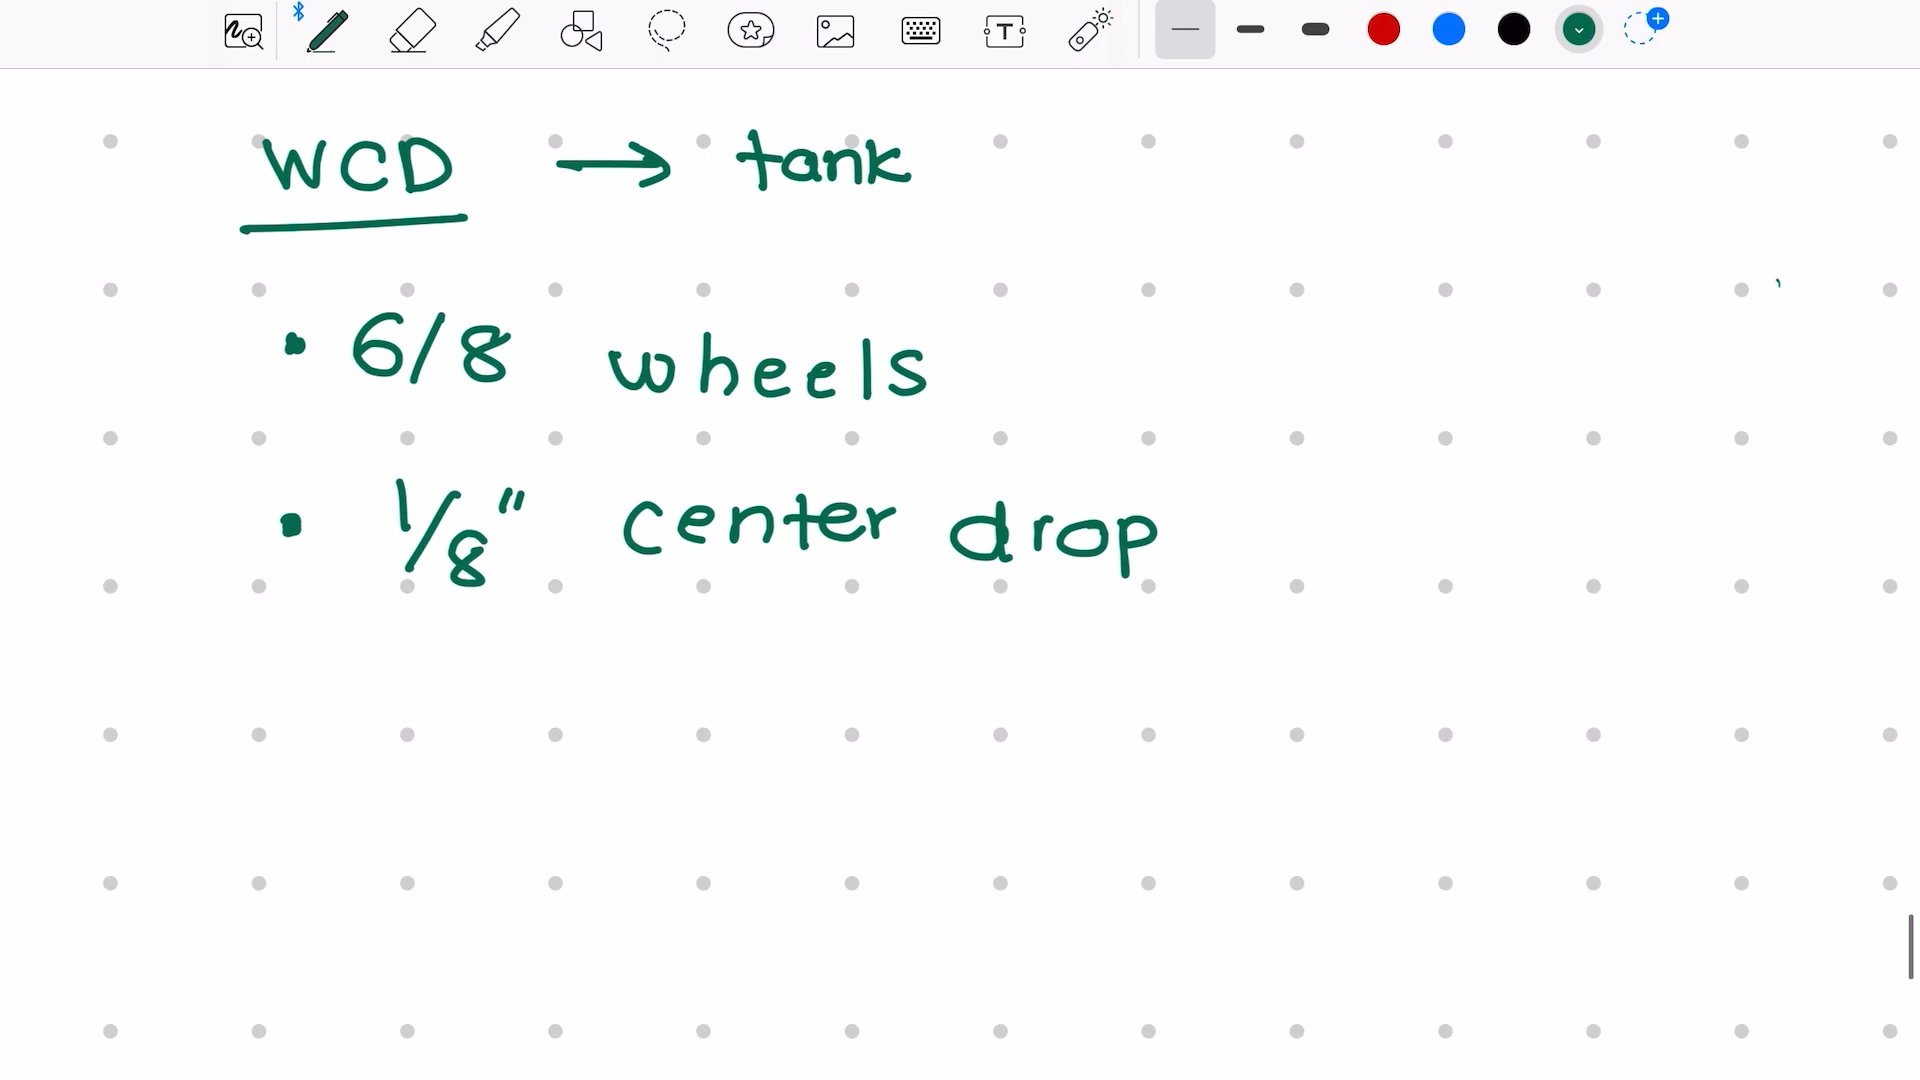 WCD → tank
• 6/8 wheels
• 1/8" center drop